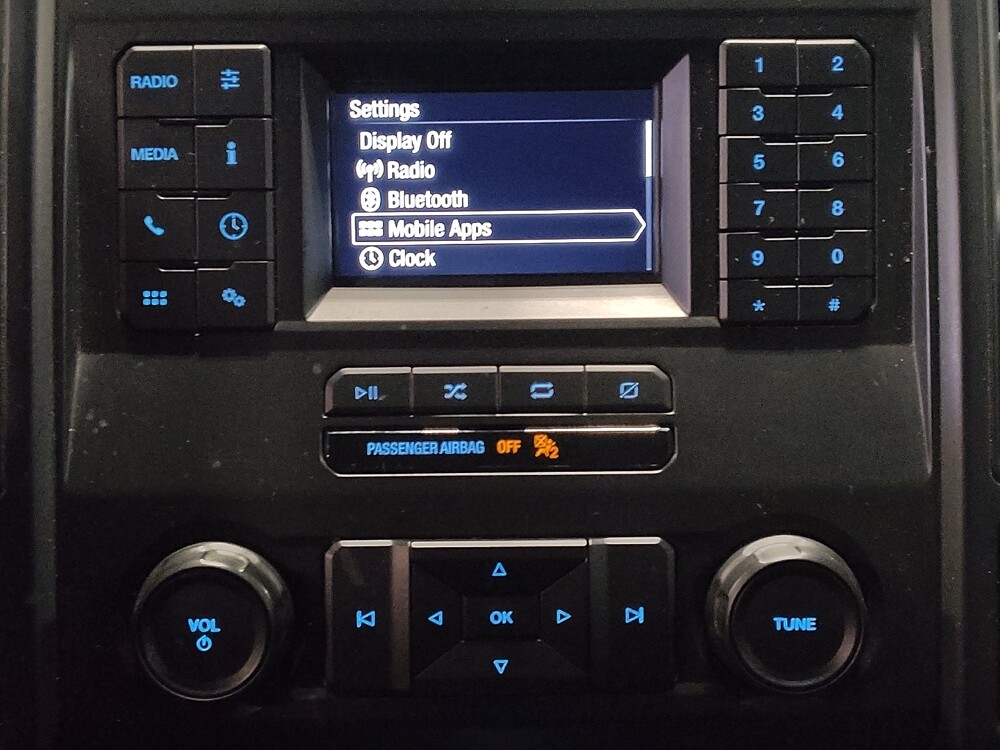 RADIO
MEDIA
i
Settings
Display Off
Radio
Bluetooth
Mobile Apps
Clock
1 2
3 4
5 6
7 8
9 0
* #
PASSENGER AIRBAG OFF 2
VOL
OK
TUNE